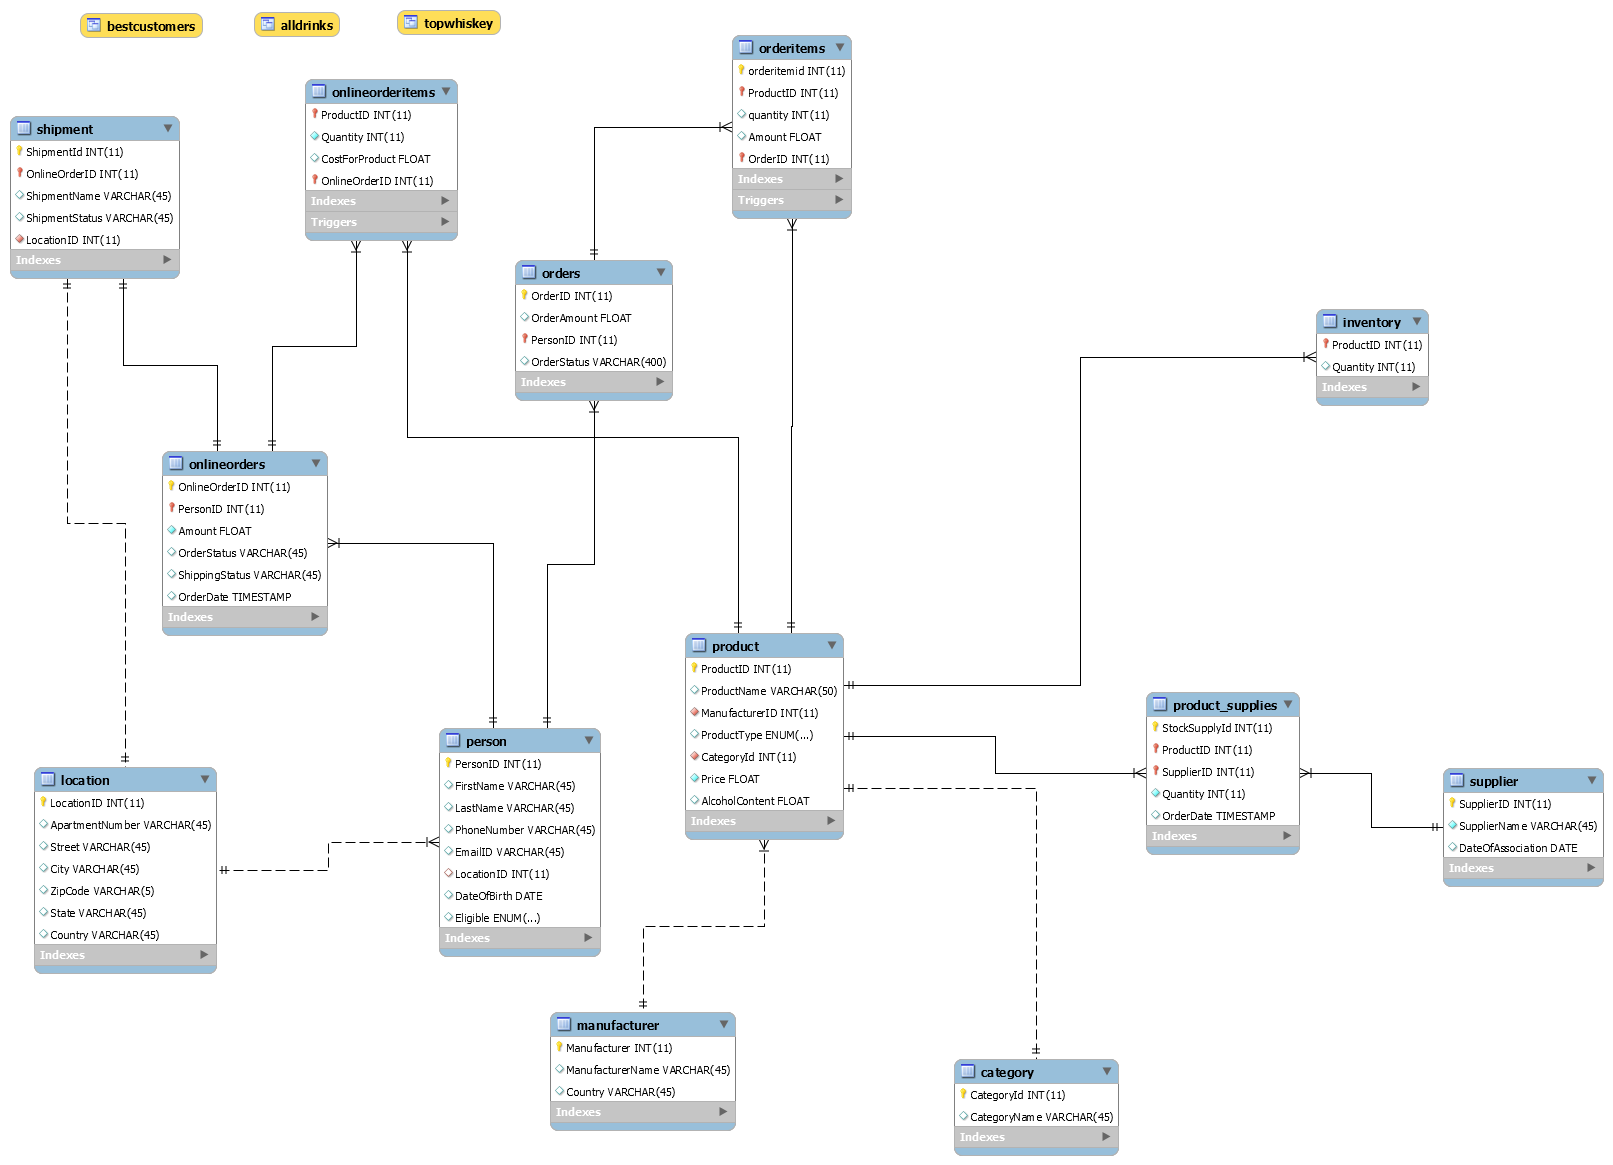 bestcustomers
alldrinks
topwhiskey
shipment
ShipmentId INT(11)
OnlineOrderID INT(11)
ShipmentName VARCHAR(45)
ShipmentStatus VARCHAR(45)
LocationID INT(11)
Indexes
onlineorderitems
ProductID INT(11)
Quantity INT(11)
CostForProduct FLOAT
OnlineOrderID INT(11)
Indexes
Triggers
orderitems
orderitemid INT(11)
ProductID INT(11)
quantity INT(11)
Amount FLOAT
OrderID INT(11)
Indexes
Triggers
orders
OrderID INT(11)
OrderAmount FLOAT
PersonID INT(11)
OrderStatus VARCHAR(400)
Indexes
inventory
ProductID INT(11)
Quantity INT(11)
Indexes
onlineorders
OnlineOrderID INT(11)
PersonID INT(11)
Amount FLOAT
OrderStatus VARCHAR(45)
ShippingStatus VARCHAR(45)
OrderDate TIMESTAMP
Indexes
product
ProductID INT(11)
ProductName VARCHAR(50)
ManufacturerID INT(11)
ProductType ENUM(...)
CategoryId INT(11)
Price FLOAT
AlcoholContent FLOAT
Indexes
product_supplies
StockSupplyId INT(11)
ProductID INT(11)
SupplierID INT(11)
Quantity INT(11)
OrderDate TIMESTAMP
Indexes
supplier
SupplierID INT(11)
SupplierName VARCHAR(45)
DateOfAssociation DATE
Indexes
location
LocationID INT(11)
ApartmentNumber VARCHAR(45)
Street VARCHAR(45)
City VARCHAR(45)
ZipCode VARCHAR(5)
State VARCHAR(45)
Country VARCHAR(45)
Indexes
person
PersonID INT(11)
FirstName VARCHAR(45)
LastName VARCHAR(45)
PhoneNumber VARCHAR(45)
EmailID VARCHAR(45)
LocationID INT(11)
DateOfBirth DATE
Eligible ENUM(...)
Indexes
manufacturer
Manufacturer INT(11)
ManufacturerName VARCHAR(45)
Country VARCHAR(45)
Indexes
category
CategoryId INT(11)
CategoryName VARCHAR(45)
Indexes